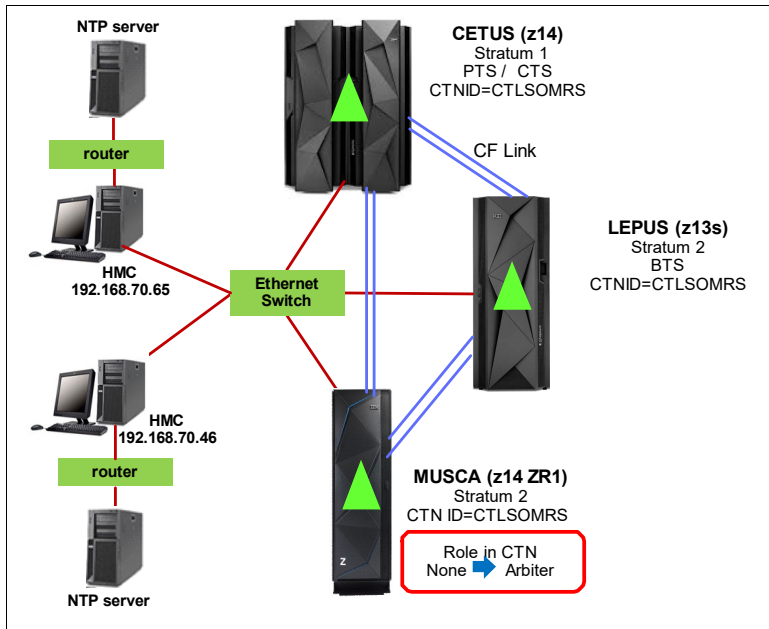 NTP server
router
HMC
192.168.70.65
CETUS (z14)
Stratum 1
PTS / CTS
CTNID=CTLSOMRS
CF Link
LEPUS (z13s)
Stratum 2
BTS
CTNID=CTLSOMRS
Ethernet
Switch
HMC
192.168.70.46
router
NTP server
MUSCA (z14 ZR1)
Stratum 2
CTN ID=CTLSOMRS
Role in CTN
None Arbiter
Z